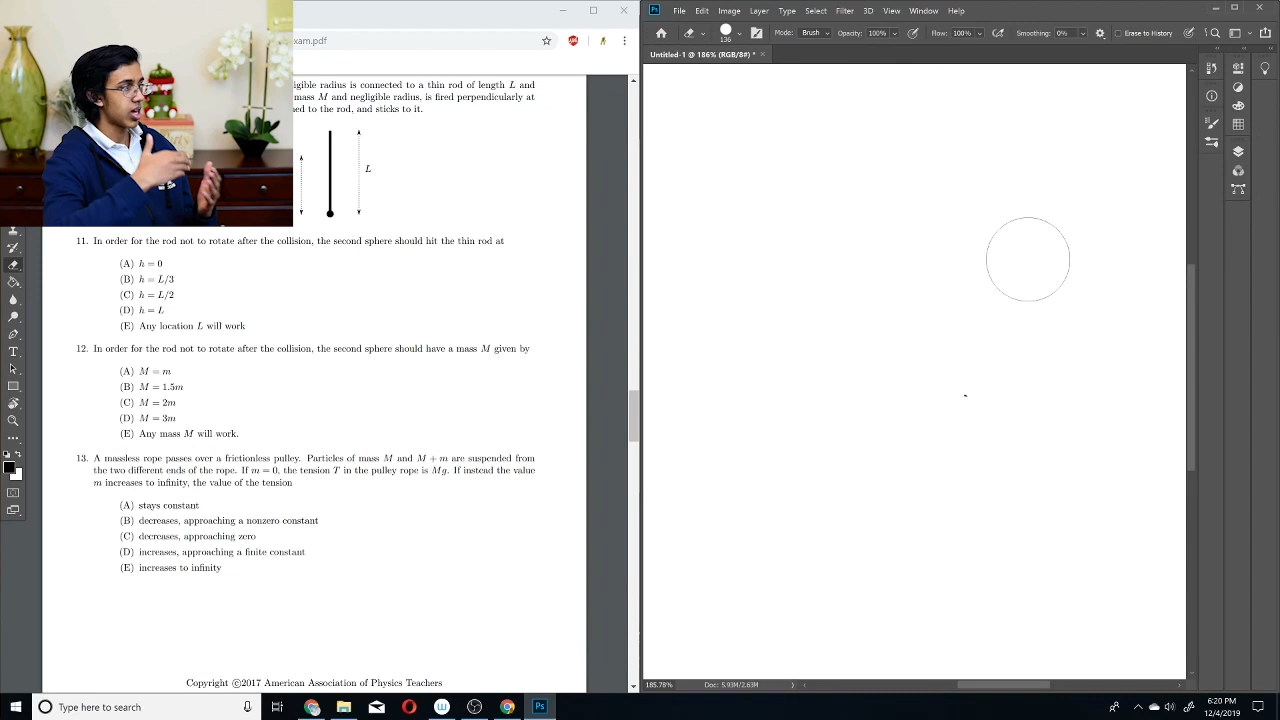 Ps File Edit Image Layer Type Select Filter 3D View Window Help
136 Mode: Brush Opacity: 100% Flow: 100% Smoothing: 0% Erase to History
Untitled-1 @ 186% (RGB/8#) *
xam.pdf
ligible radius is connected to a thin rod of length L and
mass M and negligible radius, is fired perpendicularly at
ed to the rod, and sticks to it.
L
11. In order for the rod not to rotate after the collision, the second sphere should hit the thin rod at
(A) h = 0
(B) h = L/3
(C) h = L/2
(D) h = L
(E) Any location L will work
12. In order for the rod not to rotate after the collision, the second sphere should have a mass M given by
(A) M = m
(B) M = 1.5m
(C) M = 2m
(D) M = 3m
(E) Any mass M will work.
13. A massless rope passes over a frictionless pulley. Particles of mass M and M + m are suspended from
the two different ends of the rope. If m = 0, the tension T in the pulley rope is Mg. If instead the value
m increases to infinity, the value of the tension
(A) stays constant
(B) decreases, approaching a nonzero constant
(C) decreases, approaching zero
(D) increases, approaching a finite constant
(E) increases to infinity
Copyright ©2017 American Association of Physics Teachers
185.78% Doc: 5.93M/2.63M
Type here to search
Ps
6:20 PM
12/4/2019